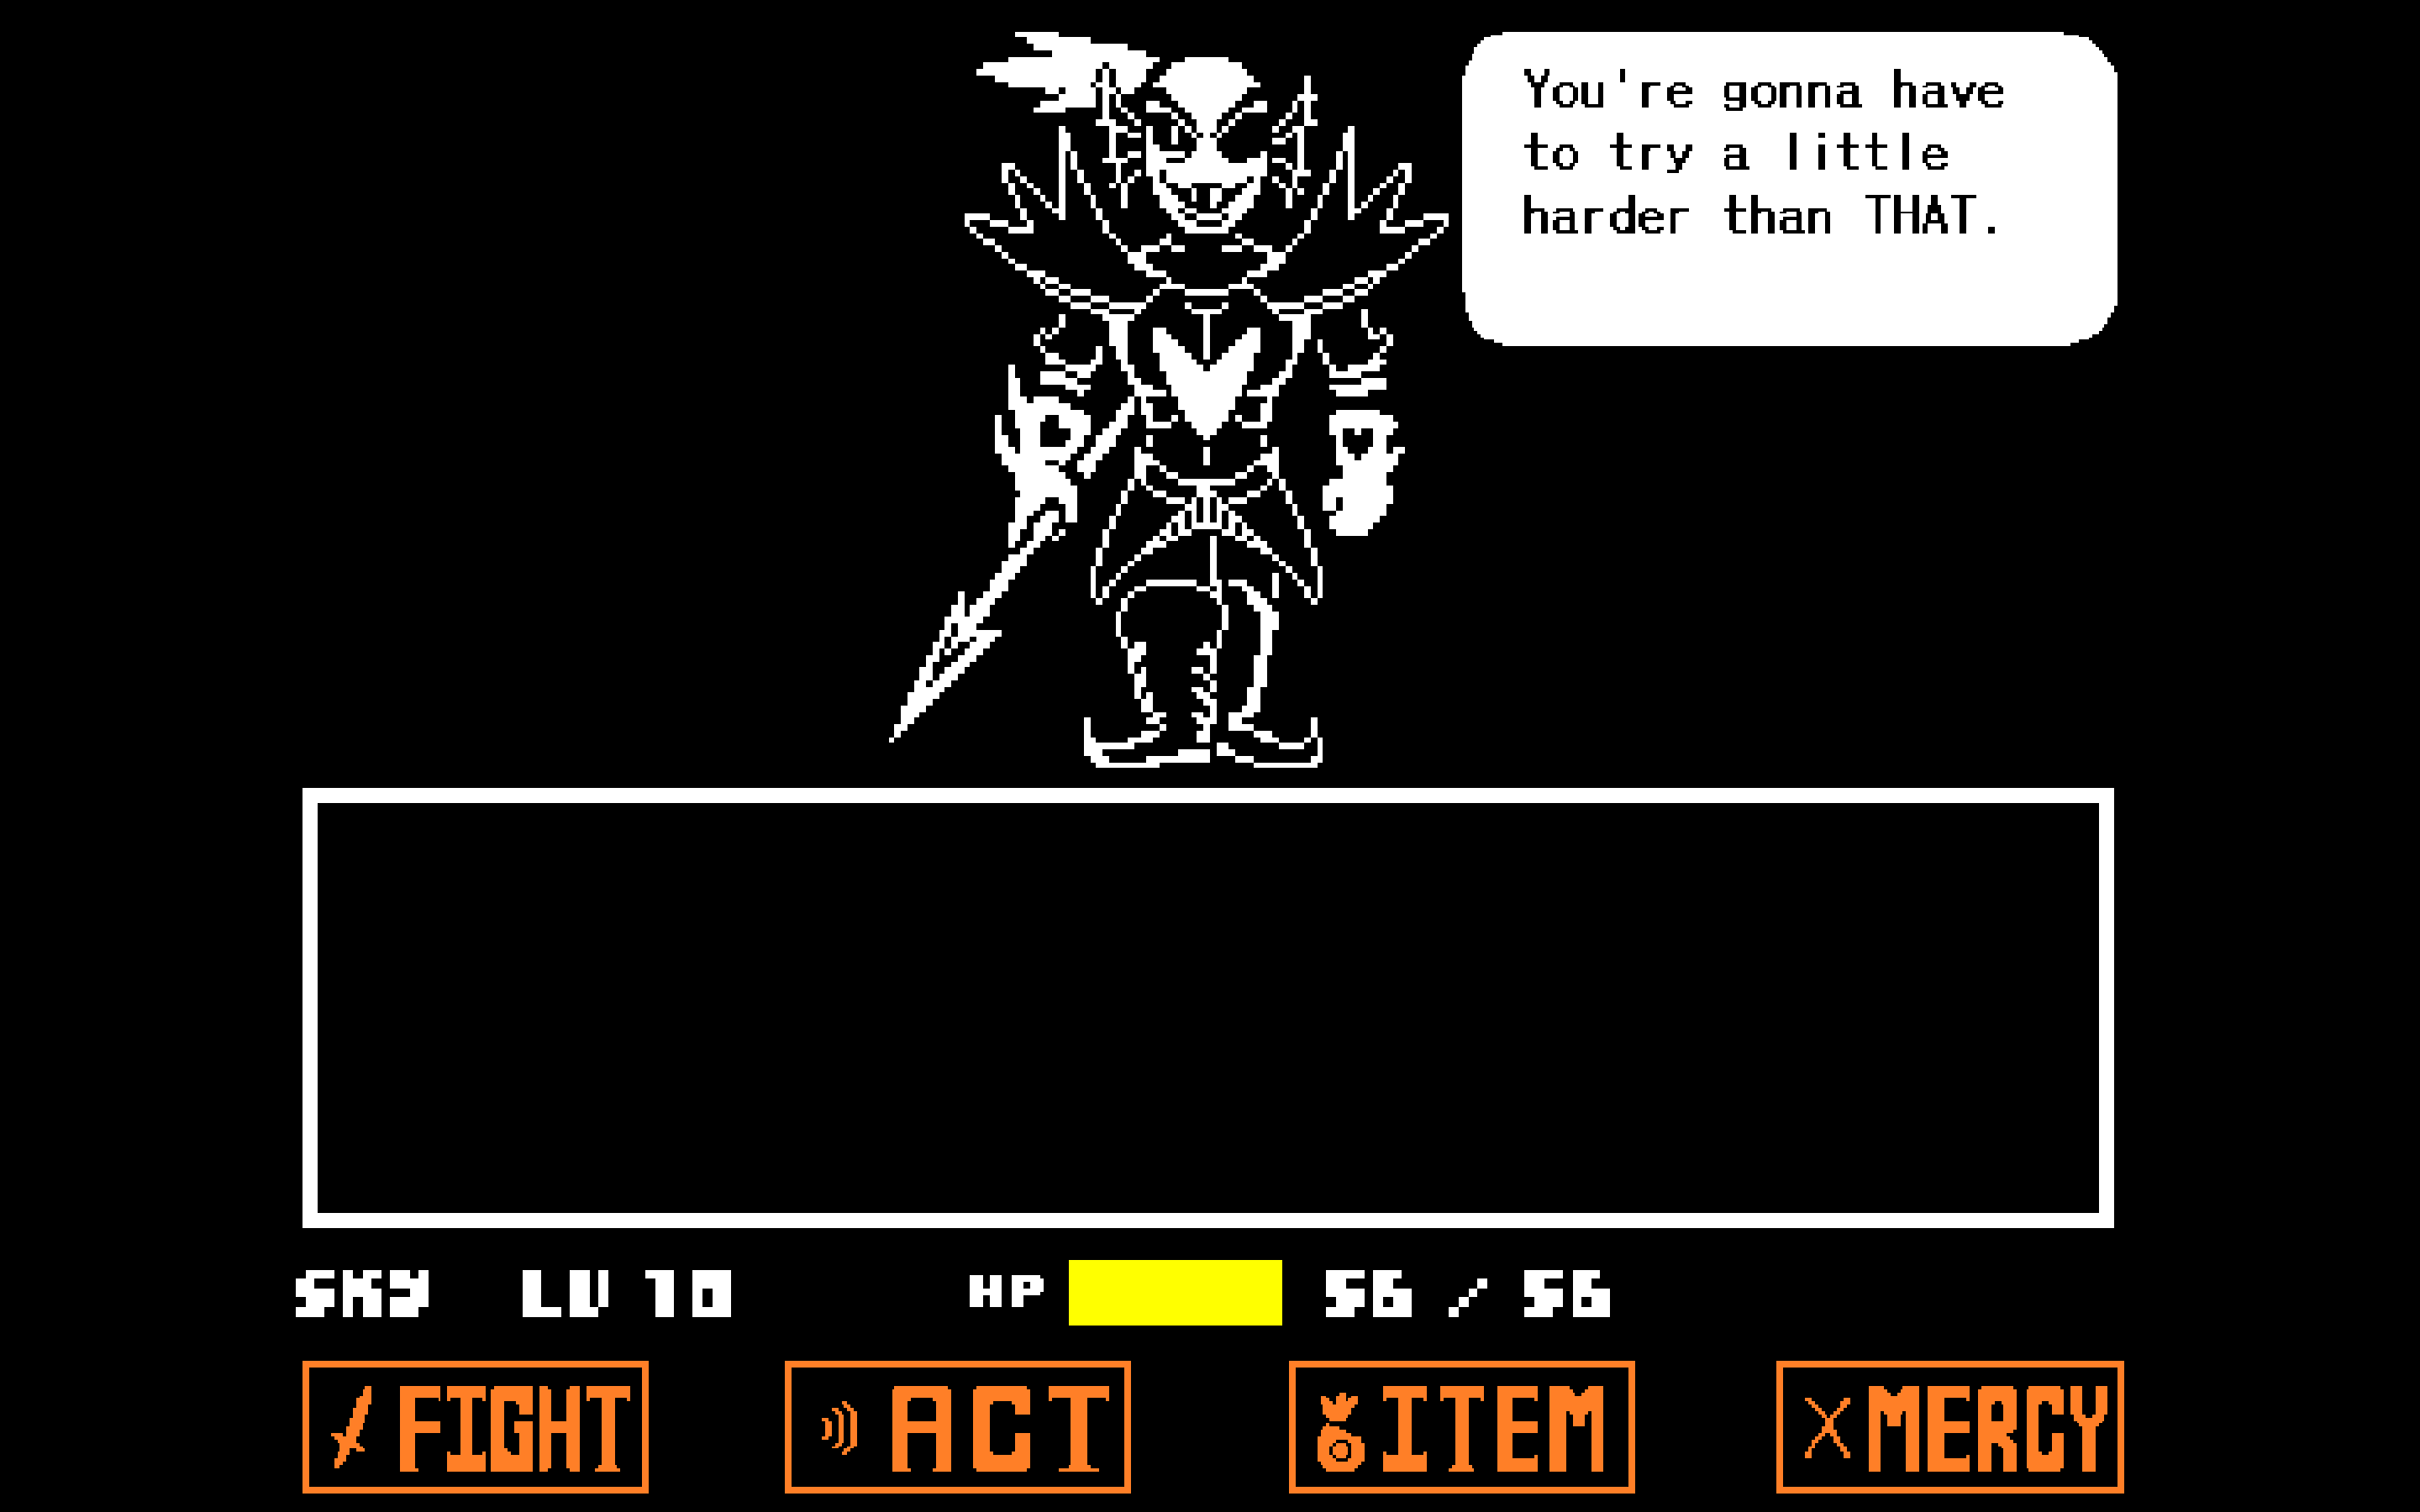 You're gonna have
to try a little
harder than THAT.
SKY LV 10 HP 56 / 56
FIGHT ACT ITEM MERCY